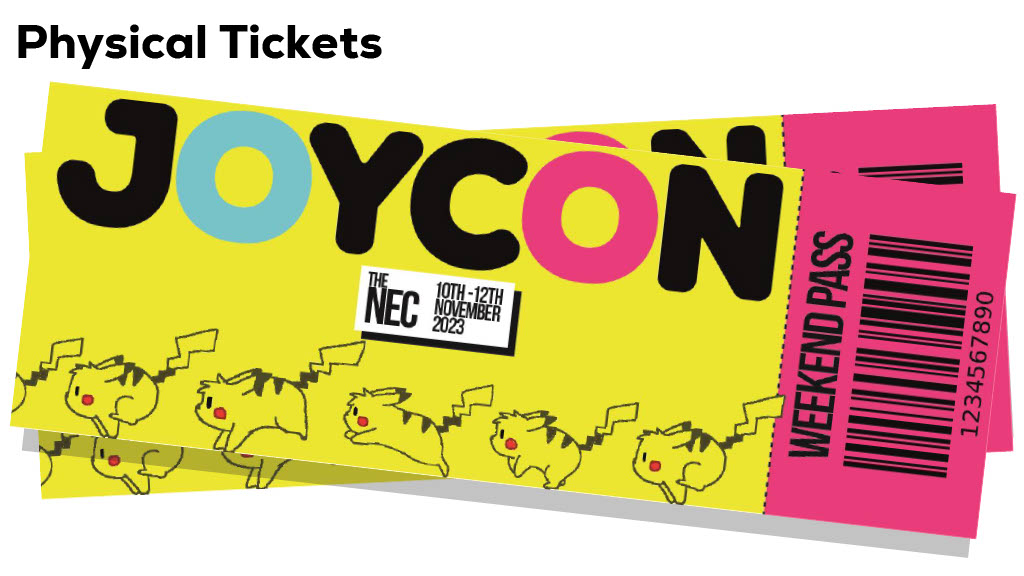 Physical Tickets
JOYCON
THE
NEC
10TH -12TH
NOVEMBER
2023
WEEKEND PASS
1234567890